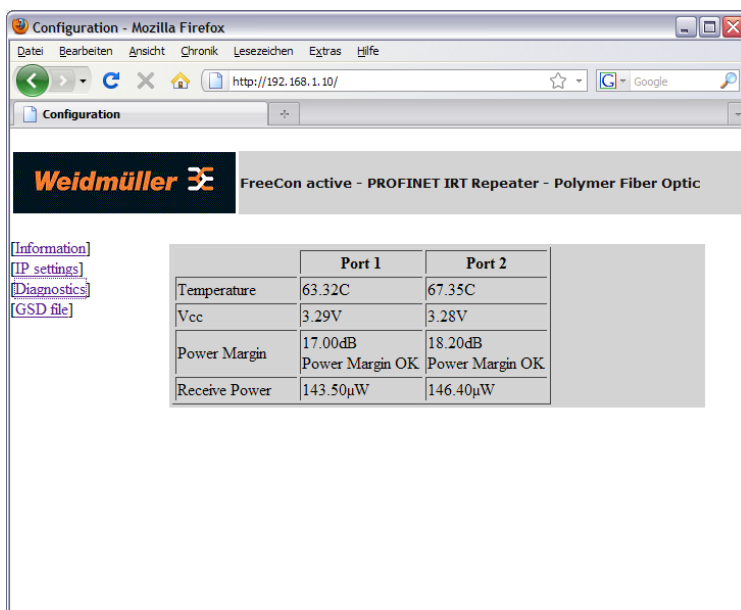 Configuration - Mozilla Firefox
Datei Bearbeiten Ansicht Chronik Lesezeichen Extras Hilfe
http://192.168.1.10/
G Google
Configuration
Weidmüller
FreeCon active - PROFINET IRT Repeater - Polymer Fiber Optic
[Information]
[IP settings]
[Diagnostics]
[GSD file]
Port 1 Port 2
Temperature 63.32C 67.35C
Vcc 3.29V 3.28V
Power Margin 17.00dB 18.20dB
Power Margin OK Power Margin OK
Receive Power 143.50µW 146.40µW